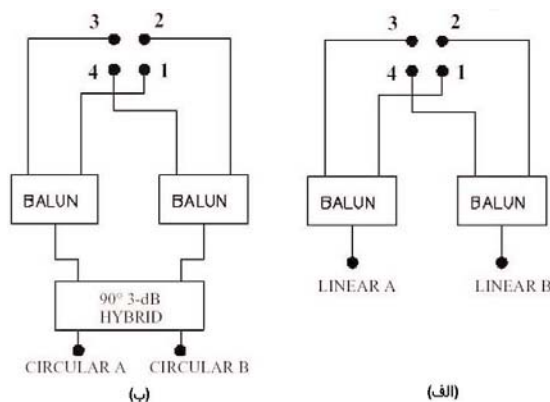 3 2
4 1
BALUN BALUN
90° 3-dB
HYBRID
CIRCULAR A CIRCULAR B
(ب)
3 2
4 1
BALUN BALUN
LINEAR A LINEAR B
(الف)